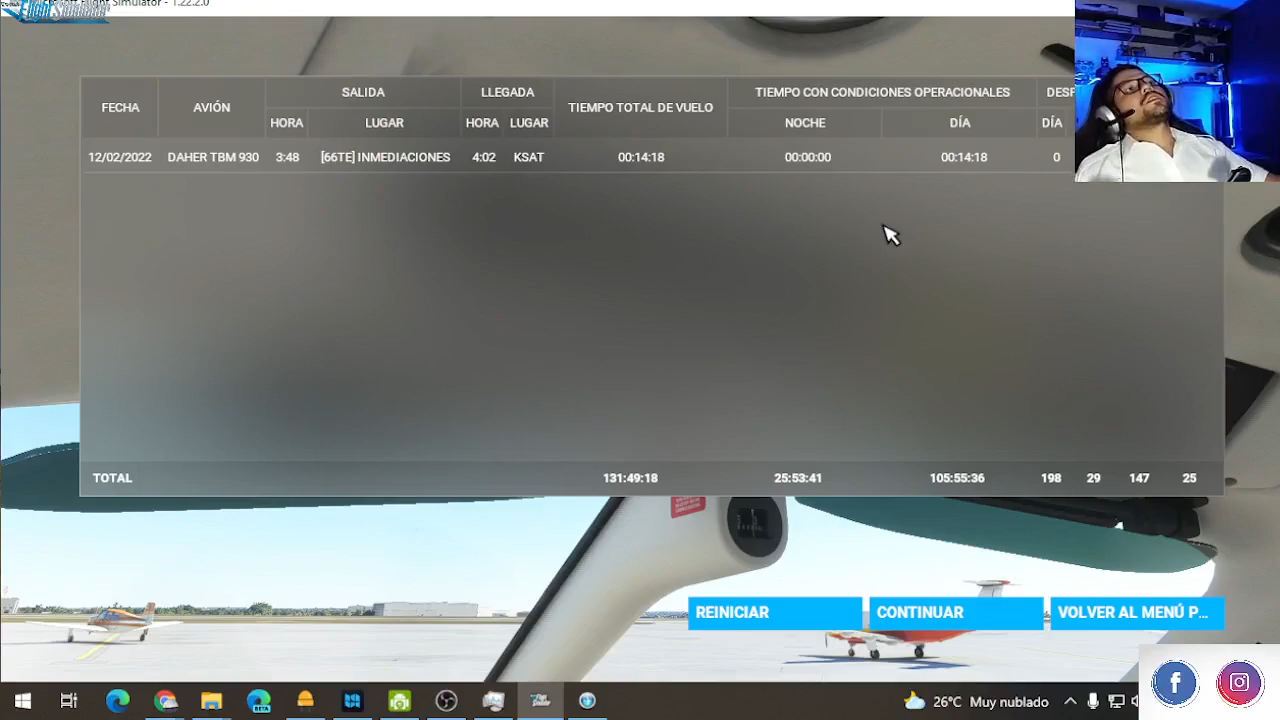 Microsoft Flight Simulator - 1.22.2.0
FECHA
AVIÓN
SALIDA
LLEGADA
TIEMPO TOTAL DE VUELO
TIEMPO CON CONDICIONES OPERACIONALES
DESP
HORA
LUGAR
HORA
LUGAR
NOCHE
DÍA
DÍA
12/02/2022 DAHER TBM 930 3:48 [66TE] INMEDIACIONES 4:02 KSAT 00:14:18 00:00:00 00:14:18 0
TOTAL 131:49:18 25:53:41 105:55:36 198 29 147 25
REINICIAR
CONTINUAR
VOLVER AL MENÚ P...
BETA
26°C Muy nublado